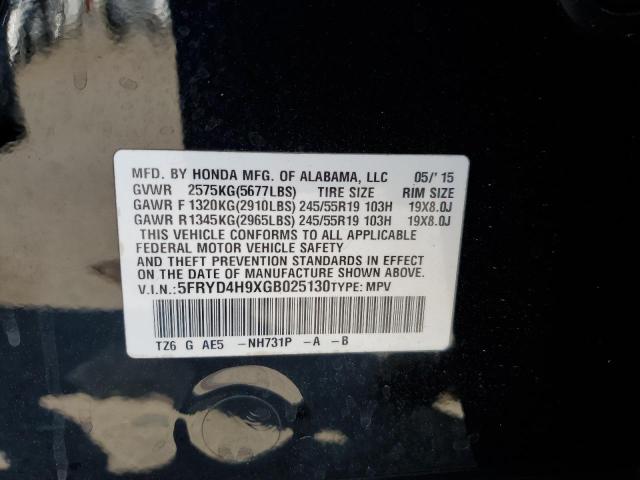 MFD. BY HONDA MFG. OF ALABAMA, LLC 05/'15
GVWR 2575KG(5677LBS) TIRE SIZE RIM SIZE
GAWR F 1320KG(2910LBS) 245/55R19 103H 19X8.0J
GAWR R 1345KG(2965LBS) 245/55R19 103H 19X8.0J
THIS VEHICLE CONFORMS TO ALL APPLICABLE
FEDERAL MOTOR VEHICLE SAFETY
AND THEFT PREVENTION STANDARDS IN EFFECT
ON THE DATE OF MANUFACTURE SHOWN ABOVE.
V.I.N.:5FRYD4H9XGB025130 TYPE: MPV
TZ6 G AE5 -NH731P -A -B